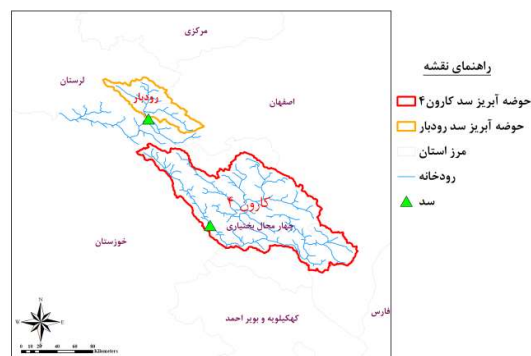 مرکزی
لرستان
رودبار
اصفهان
کارون ۴
چهار محال بختیاری
خوزستان
کهکیلویه و بویر احمد
فارس
N
W
E
S
Kilometers
راهنمای نقشه
حوضه آبریز سد کارون۴
حوضه آبریز سد رودبار
مرز استان
رودخانه
سد